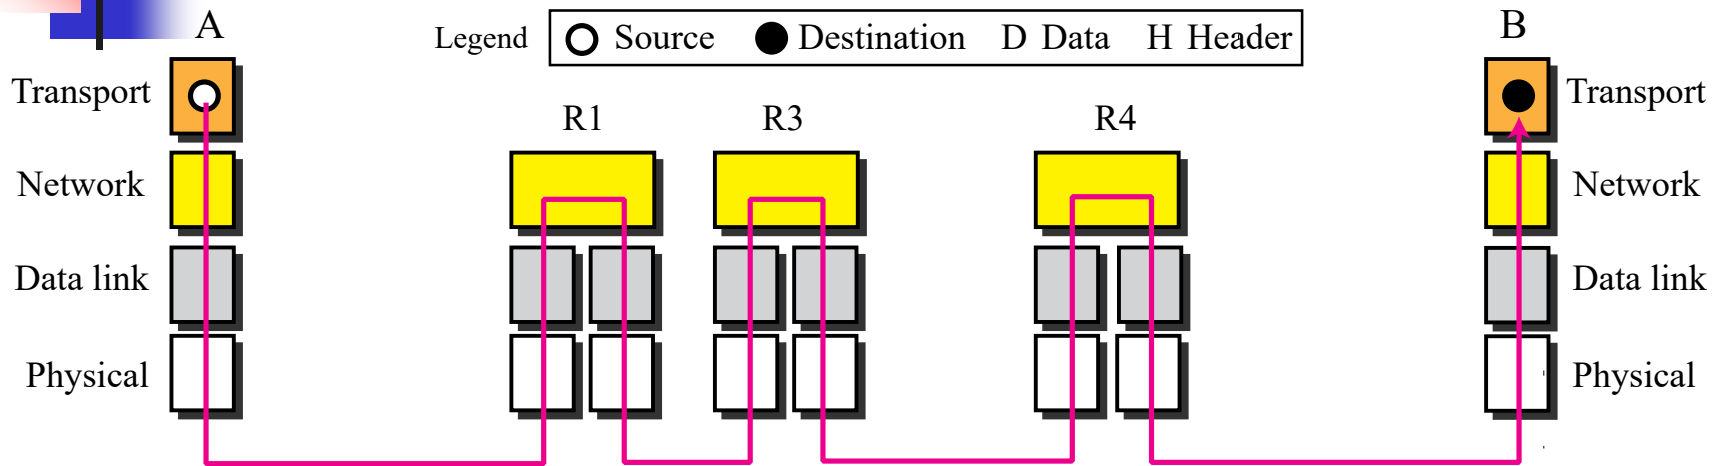 A
Legend Source Destination D Data H Header
B
Transport Transport
R1 R3 R4
Network Network
Data link Data link
Physical Physical